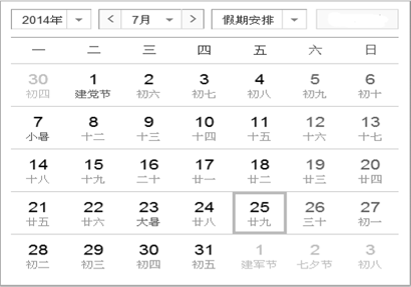 2014年 < 7月 > 假期安排
一 二 三 四 五 六 日
30 1 2 3 4 5 6
初四 建党节 初六 初七 初八 初九 初十
7 8 9 10 11 12 13
小暑 十二 十三 十四 十五 十六 十七
14 15 16 17 18 19 20
十八 十九 二十 廿一 廿二 廿三 廿四
21 22 23 24 25 26 27
廿五 廿六 大暑 廿八 廿九 三十 初一
28 29 30 31 1 2 3
初二 初三 初四 初五 建军节 七夕节 初八